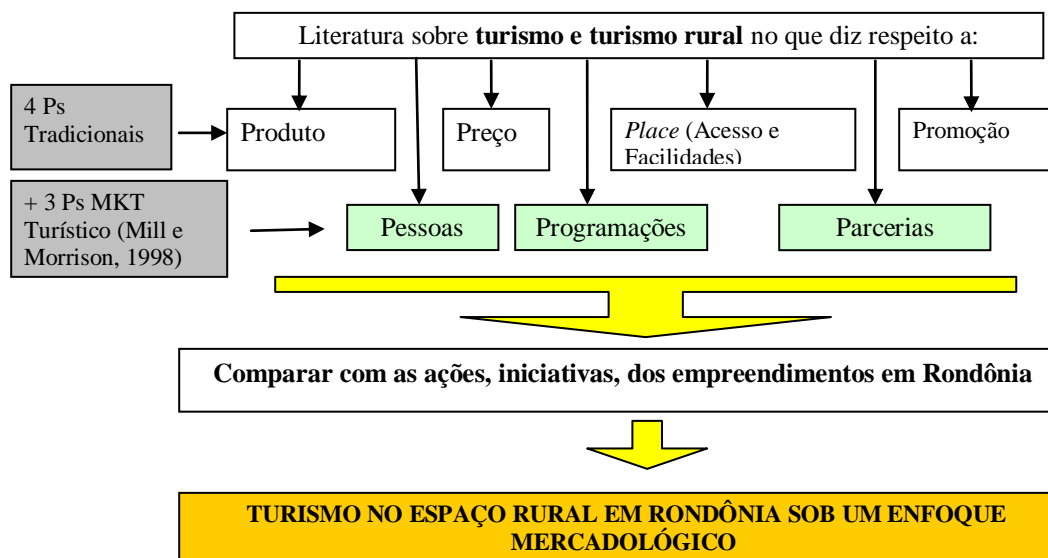 Literatura sobre turismo e turismo rural no que diz respeito a:
4 Ps
Tradicionais
Produto
Preço
Place (Acesso e
Facilidades)
Promoção
+ 3 Ps MKT
Turístico (Mill e
Morrison, 1998)
Pessoas
Programações
Parcerias
Comparar com as ações, iniciativas, dos empreendimentos em Rondônia
TURISMO NO ESPAÇO RURAL EM RONDÔNIA SOB UM ENFOQUE
MERCADOLÓGICO